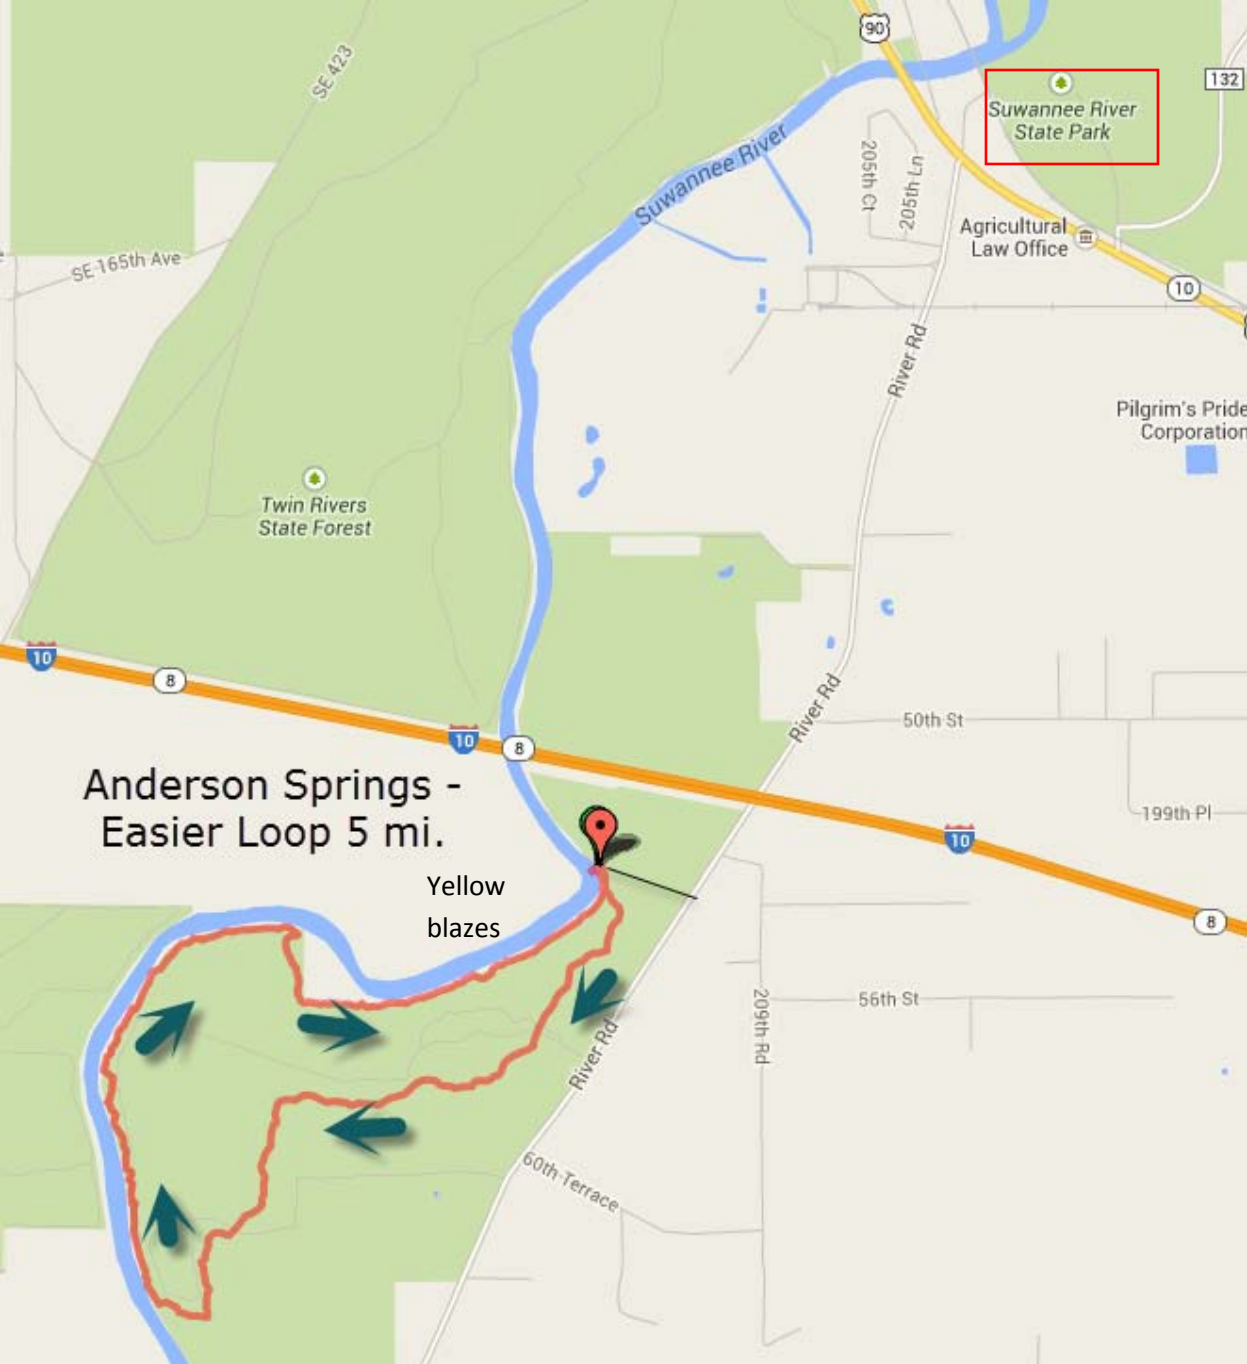 90
SE 423
Suwannee River
State Park
132
Suwannee River
205th Ct
205th Ln
Agricultural
Law Office
SE 165th Ave
10
River Rd
Pilgrim's Pride
Corporation
Twin Rivers
State Forest
10
8
River Rd
50th St
10
8
Anderson Springs -
Easier Loop 5 mi.
199th Pl
10
Yellow
blazes
8
209th Rd
56th St
River Rd
60th Terrace